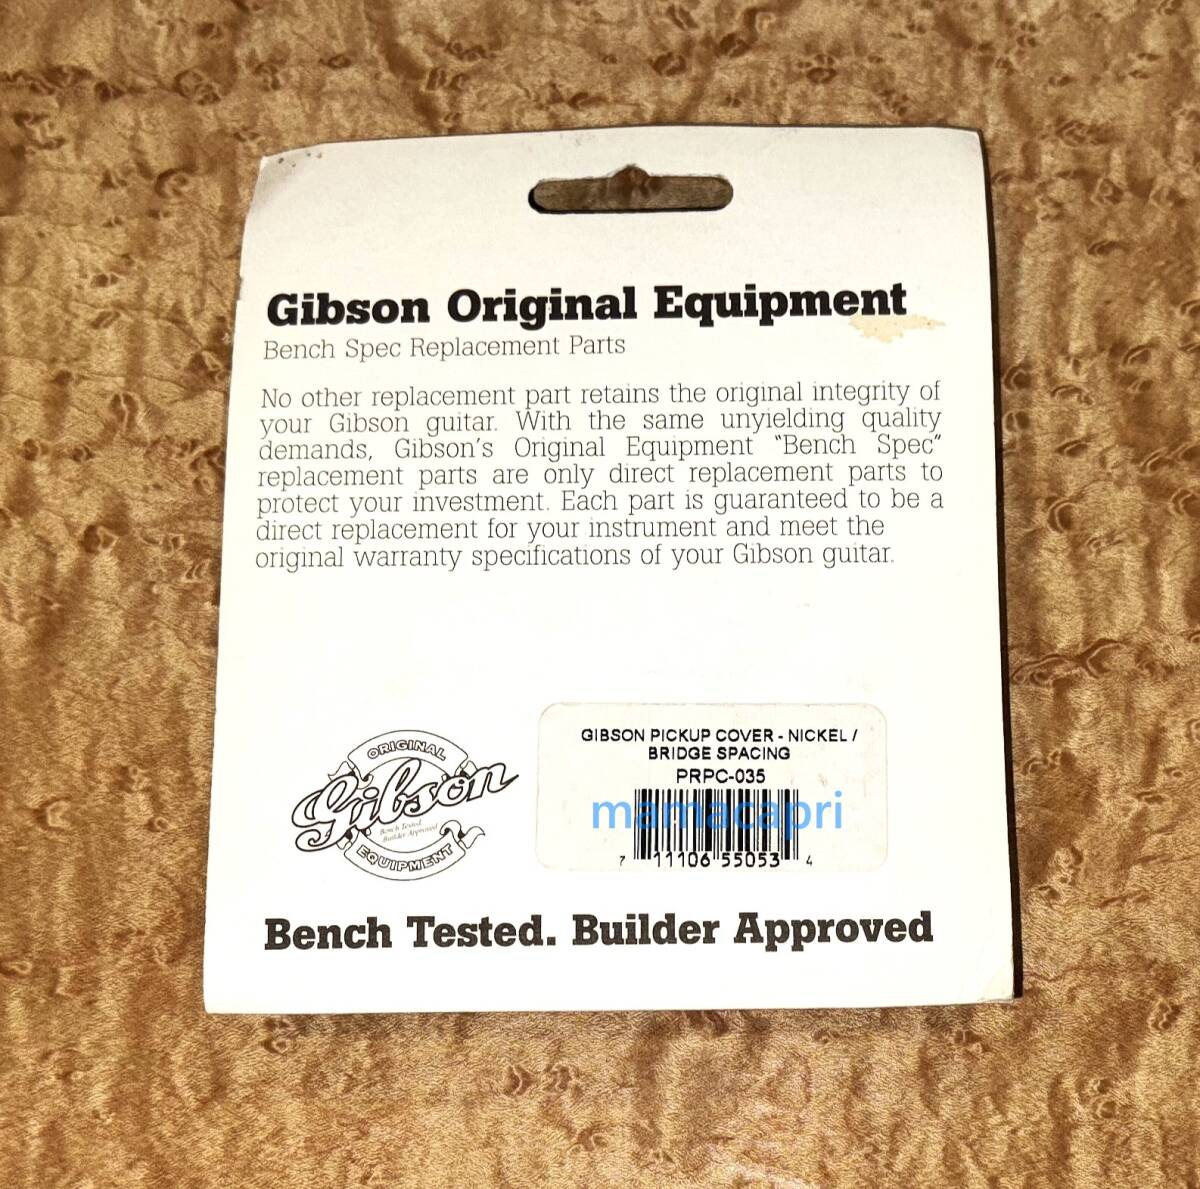 Gibson Original Equipment
Bench Spec Replacement Parts
No other replacement part retains the original integrity of
your Gibson guitar. With the same unyielding quality
demands, Gibson's Original Equipment "Bench Spec"
replacement parts are only direct replacement parts to
protect your investment. Each part is guaranteed to be a
direct replacement for your instrument and meet the
original warranty specifications of your Gibson guitar.
ORIGINAL
Gibson
Bench Tested.
Builder Approved
EQUIPMENT
GIBSON PICKUP COVER - NICKEL /
BRIDGE SPACING
PRPC-035
mamacapri
7 11106 55053 4
Bench Tested. Builder Approved